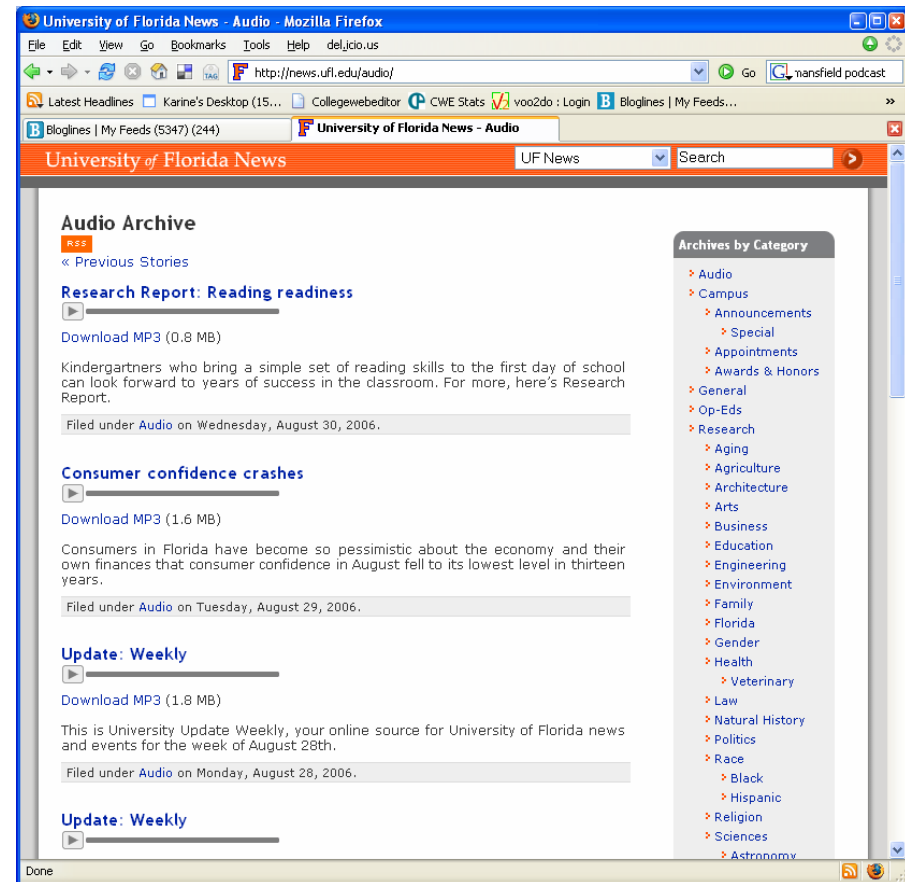 University of Florida News - Audio - Mozilla Firefox
File Edit View Go Bookmarks Tools Help del.icio.us
TAG http://news.ufl.edu/audio/ Go mansfield podcast
Latest Headlines Karine's Desktop (15... Collegewebeditor CWE Stats voo2do : Login Bloglines | My Feeds... »
Bloglines | My Feeds (5347) (244) University of Florida News - Audio
University of Florida News UF News Search
Audio Archive
RSS
« Previous Stories
Research Report: Reading readiness
Download MP3 (0.8 MB)
Kindergartners who bring a simple set of reading skills to the first day of school
can look forward to years of success in the classroom. For more, here’s Research
Report.
Filed under Audio on Wednesday, August 30, 2006.
Consumer confidence crashes
Download MP3 (1.6 MB)
Consumers in Florida have become so pessimistic about the economy and their
own finances that consumer confidence in August fell to its lowest level in thirteen
years.
Filed under Audio on Tuesday, August 29, 2006.
Update: Weekly
Download MP3 (1.8 MB)
This is University Update Weekly, your online source for University of Florida news
and events for the week of August 28th.
Filed under Audio on Monday, August 28, 2006.
Update: Weekly
Archives by Category
Audio
Campus
Announcements
Special
Appointments
Awards & Honors
General
Op-Eds
Research
Aging
Agriculture
Architecture
Arts
Business
Education
Engineering
Environment
Family
Florida
Gender
Health
Veterinary
Law
Natural History
Politics
Race
Black
Hispanic
Religion
Sciences
Astronomy
Done